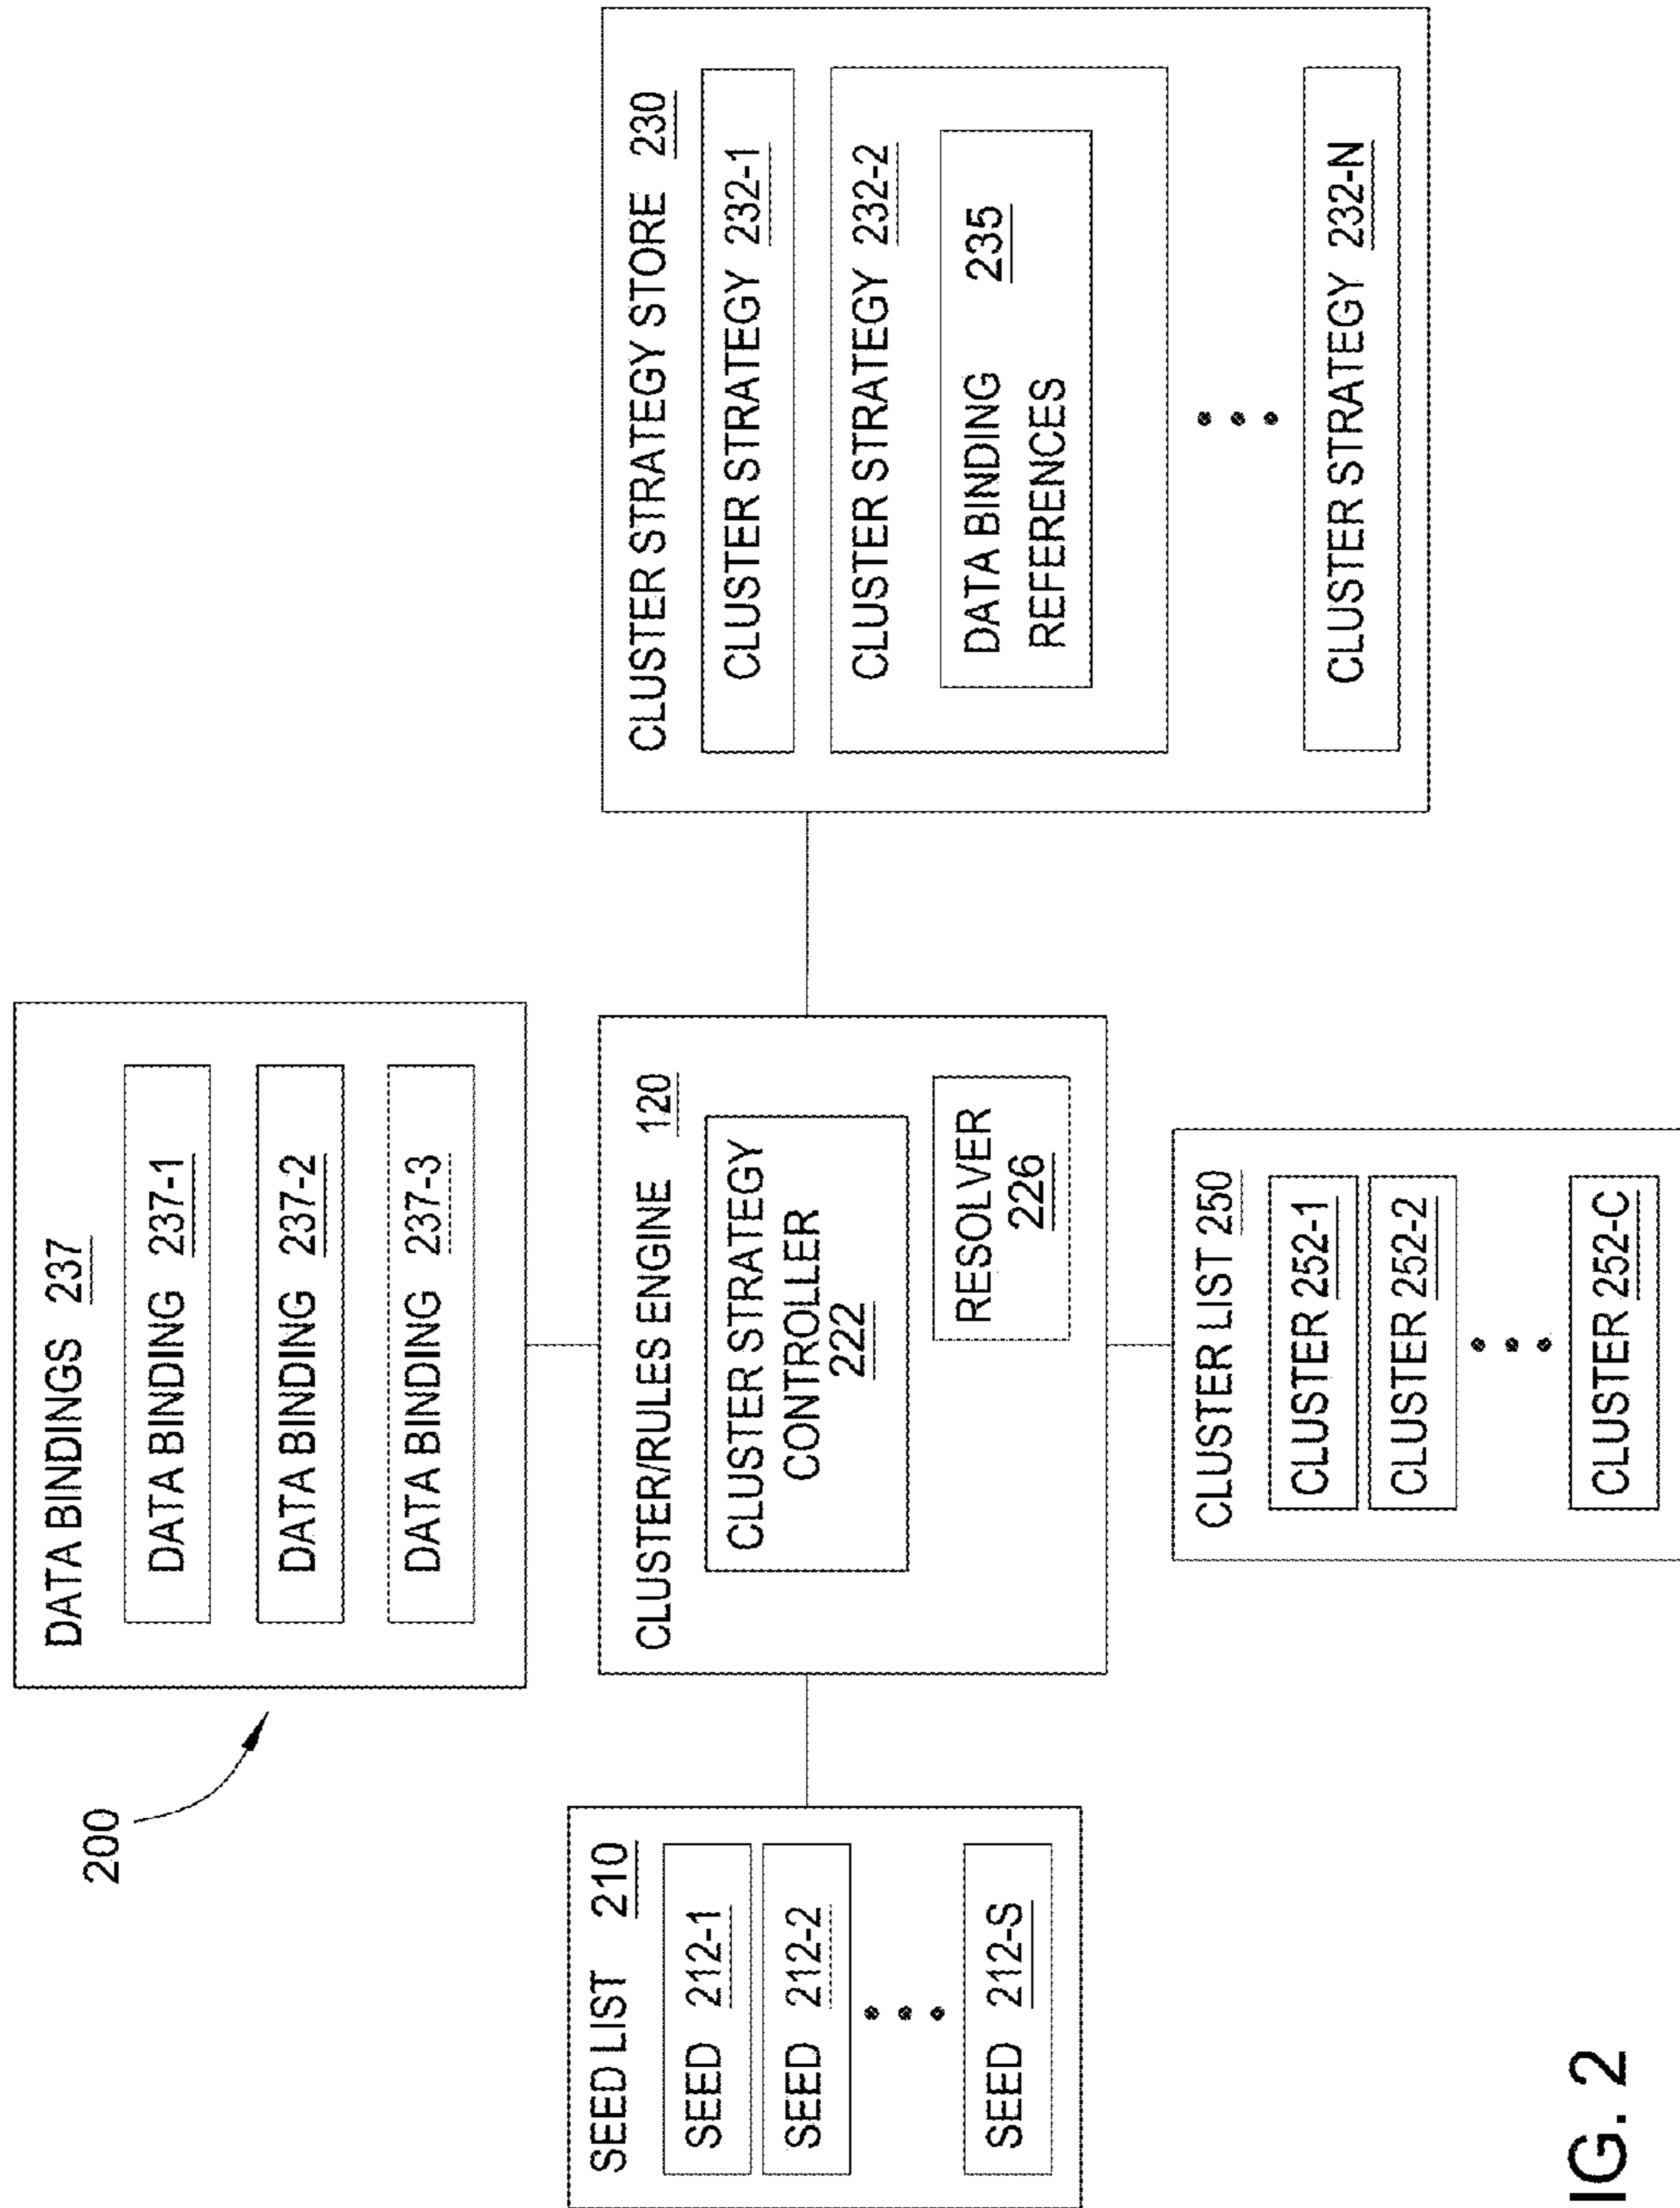 200
DATA BINDINGS 237
DATA BINDING 237-1
DATA BINDING 237-2
DATA BINDING 237-3
SEED LIST 210
SEED 212-1
SEED 212-2
SEED 212-S
CLUSTER/RULES ENGINE 120
CLUSTER STRATEGY
CONTROLLER
222
RESOLVER
226
CLUSTER STRATEGY STORE 230
CLUSTER STRATEGY 232-1
CLUSTER STRATEGY 232-2
DATA BINDING 235
REFERENCES
CLUSTER STRATEGY 232-N
CLUSTER LIST 250
CLUSTER 252-1
CLUSTER 252-2
CLUSTER 252-C
IG. 2